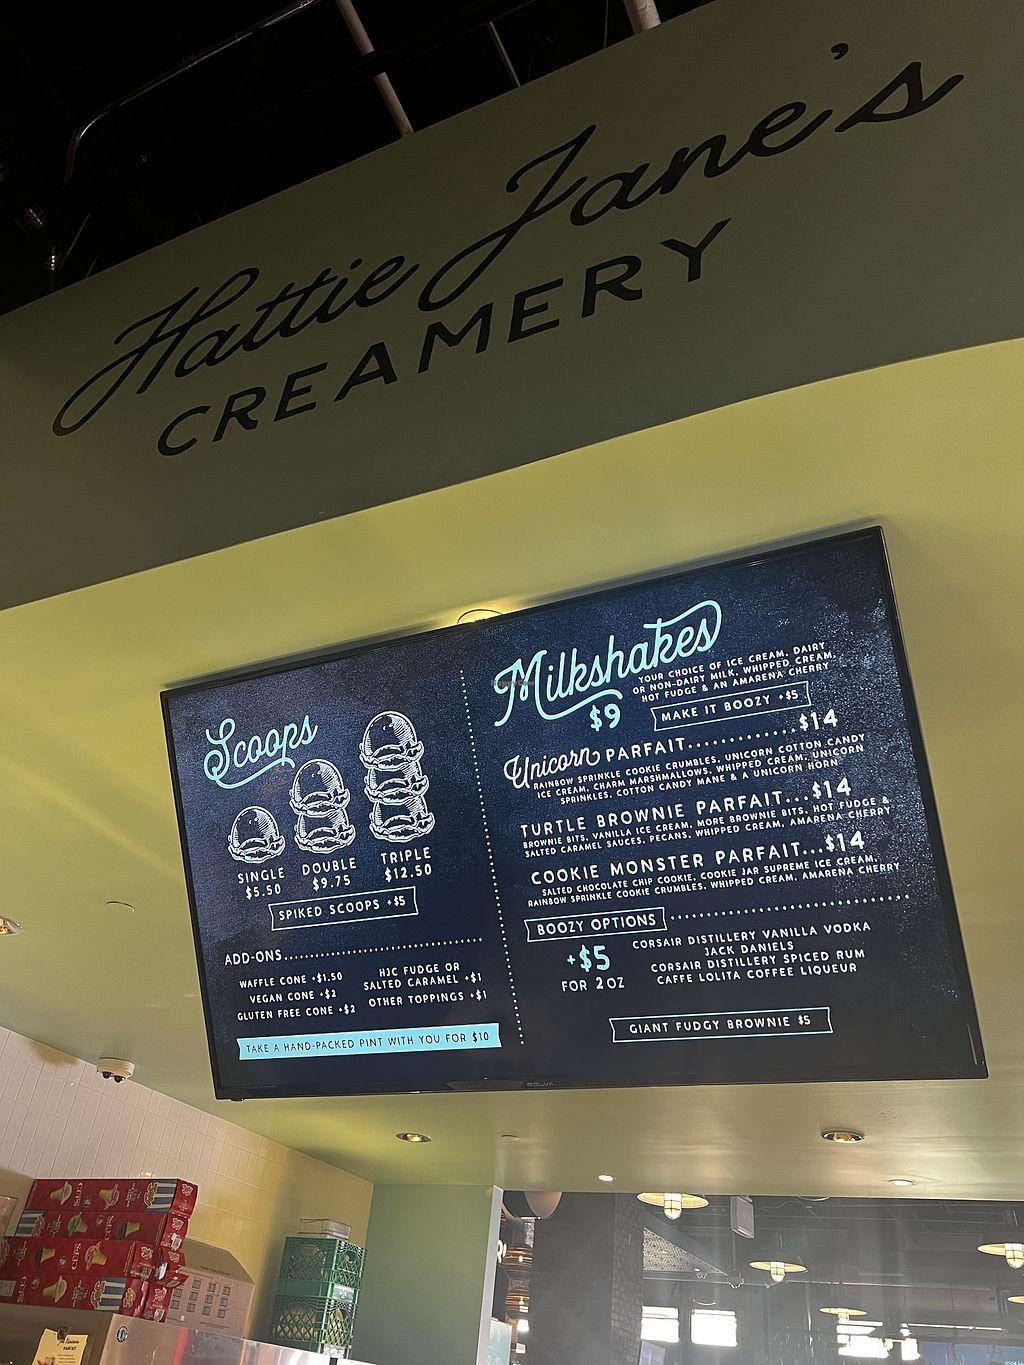 Hattie Jane's
CREAMERY
Scoops
SINGLE
$5.50
DOUBLE
$9.75
TRIPLE
$12.50
SPIKED SCOOPS +$5
ADD-ONS
WAFFLE CONE +$1.50
VEGAN CONE +$2
GLUTEN FREE CONE +$2
HJC FUDGE OR
SALTED CARAMEL +$1
OTHER TOPPINGS +$1
TAKE A HAND-PACKED PINT WITH YOU FOR $10
Milkshakes
$9
YOUR CHOICE OF ICE CREAM, DAIRY
OR NON-DAIRY MILK, WHIPPED CREAM,
HOT FUDGE & AN AMARENA CHERRY
MAKE IT BOOZY +$5
Unicorn PARFAIT............$14
RAINBOW SPRINKLE COOKIE CRUMBLES, UNICORN COTTON CANDY
ICE CREAM, CHARM MARSHMALLOWS, WHIPPED CREAM, UNICORN
SPRINKLES, COTTON CANDY MANE & A UNICORN HORN
TURTLE BROWNIE PARFAIT...$14
BROWNIE BITS, VANILLA ICE CREAM, MORE BROWNIE BITS, HOT FUDGE &
SALTED CARAMEL SAUCES, PECANS, WHIPPED CREAM, AMARENA CHERRY
COOKIE MONSTER PARFAIT...$14
SALTED CHOCOLATE CHIP COOKIE, COOKIE JAR SUPREME ICE CREAM,
RAINBOW SPRINKLE COOKIE CRUMBLES, WHIPPED CREAM, AMARENA CHERRY
BOOZY OPTIONS
+$5
FOR 2OZ
CORSAIR DISTILLERY VANILLA VODKA
JACK DANIELS
CORSAIR DISTILLERY SPICED RUM
CAFFE LOLITA COFFEE LIQUEUR
GIANT FUDGY BROWNIE $5